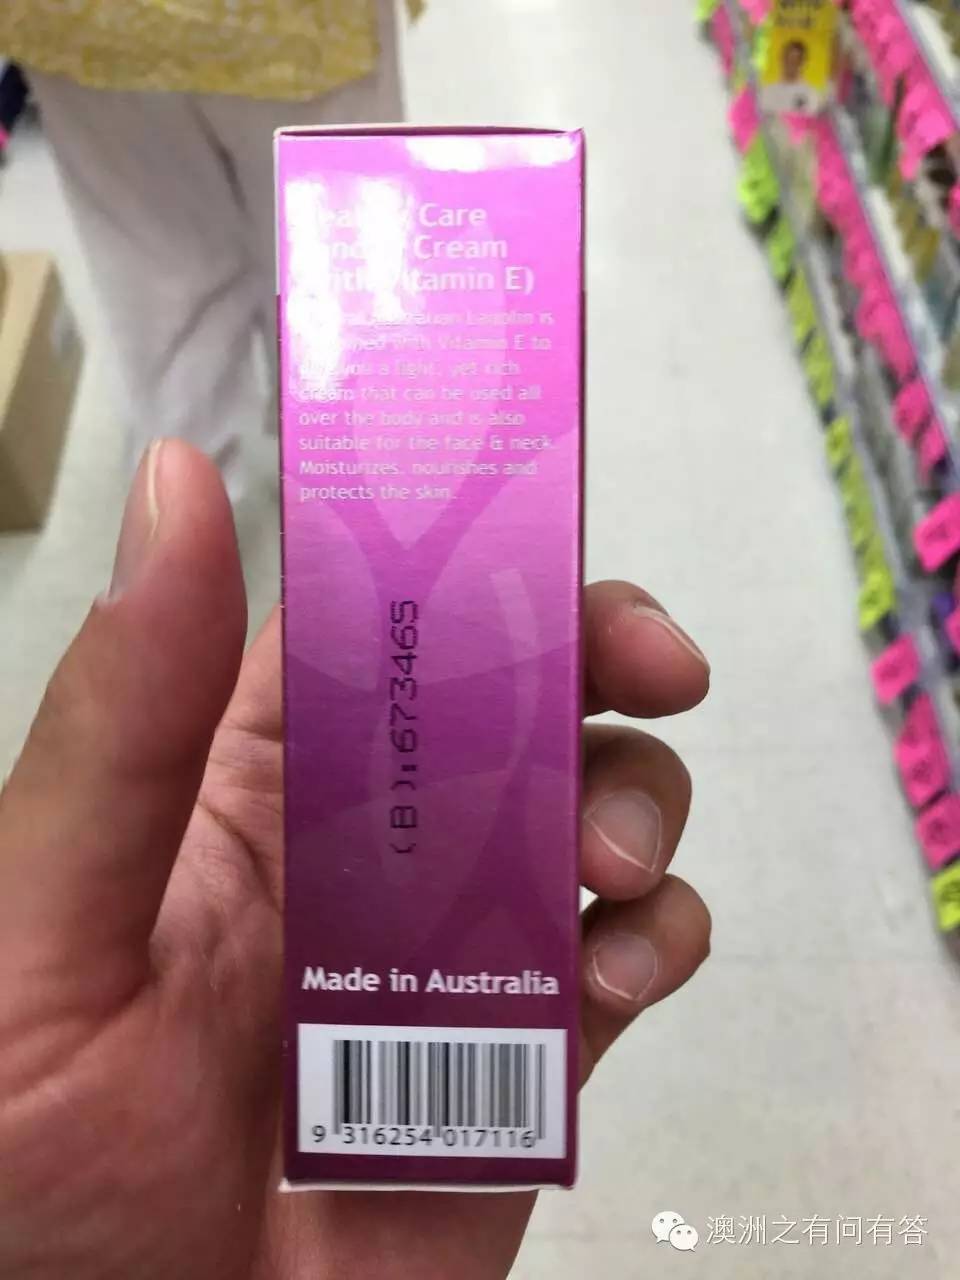 Care
Cream
Vitamin E)
Lanolin is
with Vitamin E to
you a light, yet rich
cream that can be used all
over the body and is also
suitable for the face & neck.
Moisturizes, nourishes and
protects the skin.
(B):673465
Made in Australia
9 316254 017116
澳洲之有问有答